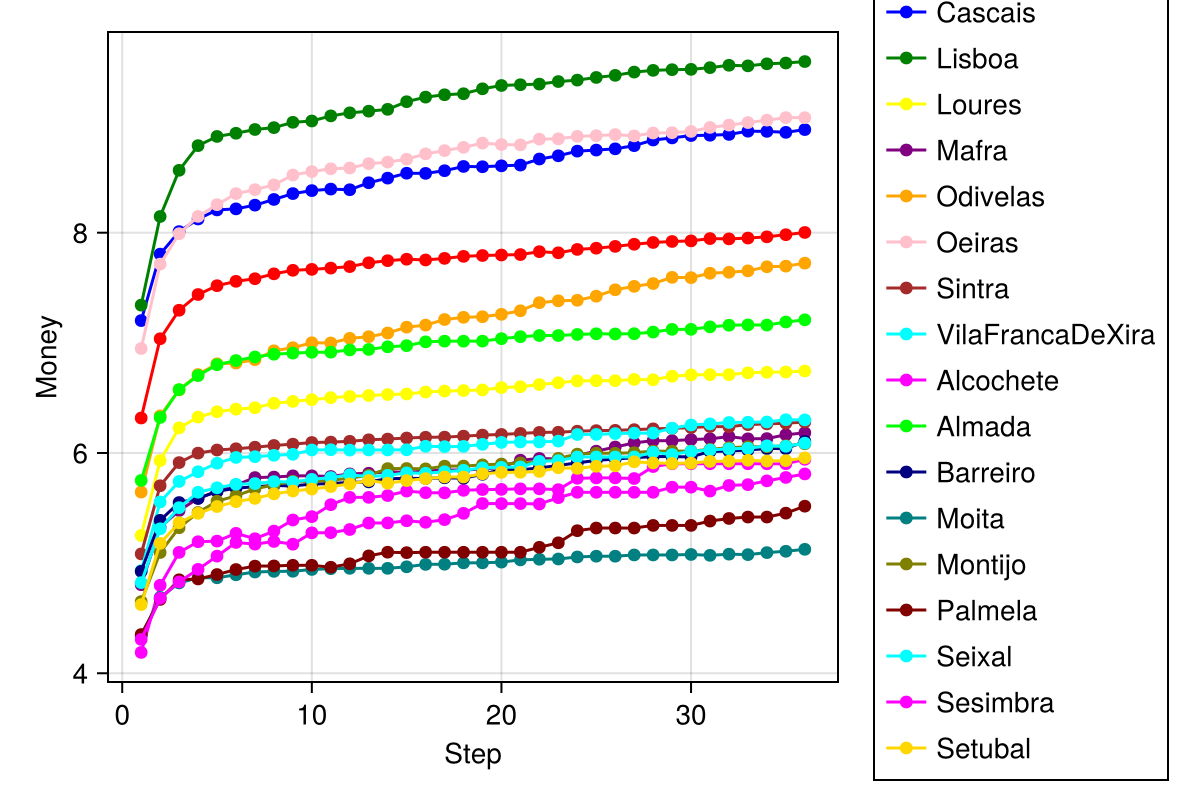 Cascais
Lisboa
Loures
Mafra
Odivelas
Oeiras
Sintra
VilaFrancaDeXira
Alcochete
Almada
Barreiro
Moita
Montijo
Palmela
Seixal
Sesimbra
Setubal
8
6
4
Money
0 10 20 30
Step